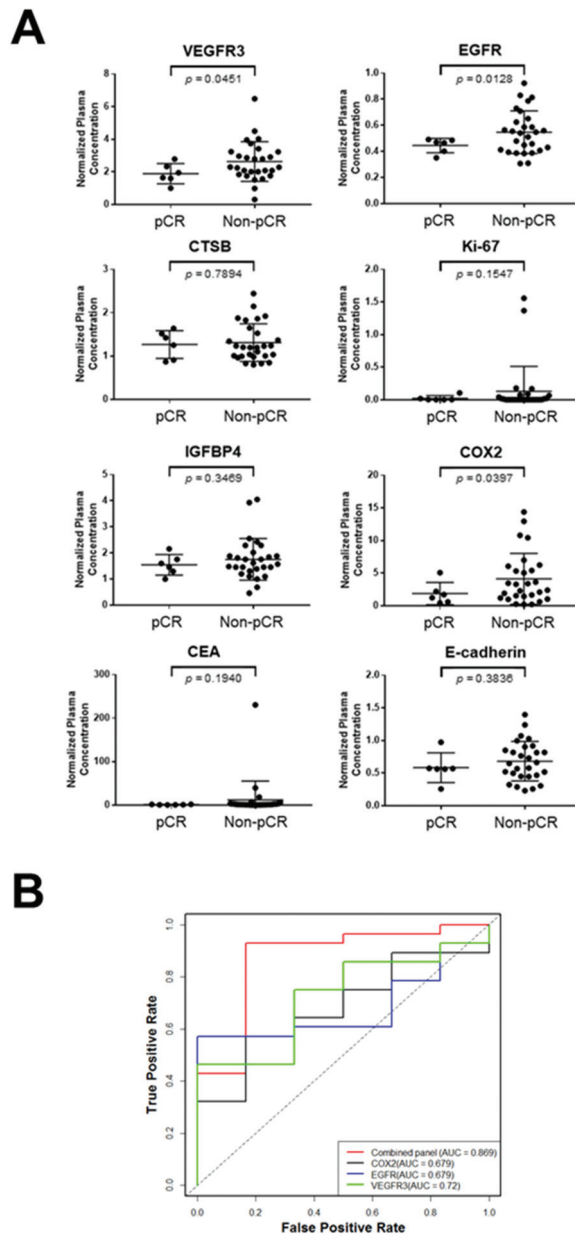 A
VEGFR3
p = 0.0451
Normalized Plasma
Concentration
8
6
4
2
0
pCR
Non-pCR
EGFR
p = 0.0128
Normalized Plasma
Concentration
1.0
0.8
0.6
0.4
0.2
0.0
pCR
Non-pCR
CTSB
p = 0.7894
Normalized Plasma
Concentration
3
2
1
0
pCR
Non-pCR
Ki-67
p = 0.1547
Normalized Plasma
Concentration
2.0
1.5
1.0
0.5
0.0
pCR
Non-pCR
IGFBP4
p = 0.3469
Normalized Plasma
Concentration
5
4
3
2
1
0
pCR
Non-pCR
COX2
p = 0.0397
Normalized Plasma
Concentration
20
15
10
5
0
pCR
Non-pCR
CEA
p = 0.1940
Normalized Plasma
Concentration
300
200
100
0
pCR
Non-pCR
E-cadherin
p = 0.3836
Normalized Plasma
Concentration
2.0
1.5
1.0
0.5
0.0
pCR
Non-pCR
B
True Positive Rate
1.0
0.8
0.6
0.4
0.2
0.0
Combined panel (AUC = 0.869)
COX2(AUC = 0.679)
EGFR(AUC = 0.679)
VEGFR3(AUC = 0.72)
0.0 0.2 0.4 0.6 0.8 1.0
False Positive Rate